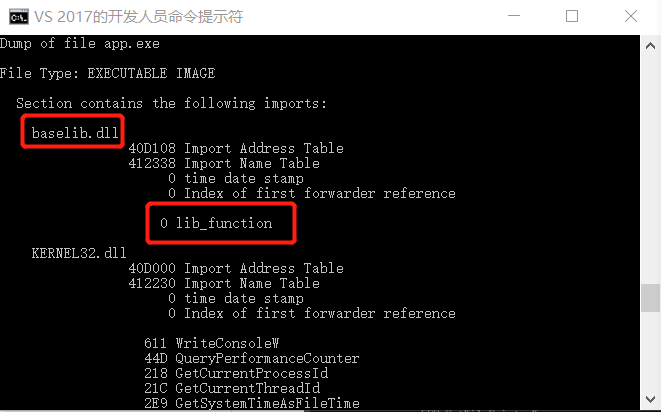 VS 2017的开发人员命令提示符
Dump of file app.exe
File Type: EXECUTABLE IMAGE
Section contains the following imports:
baselib.dll
40D108 Import Address Table
412338 Import Name Table
0 time date stamp
0 Index of first forwarder reference
0 lib_function
KERNEL32.dll
40D000 Import Address Table
412230 Import Name Table
0 time date stamp
0 Index of first forwarder reference
611 WriteConsoleW
44D QueryPerformanceCounter
218 GetCurrentProcessId
21C GetCurrentThreadId
2E9 GetSystemTimeAsFileTime